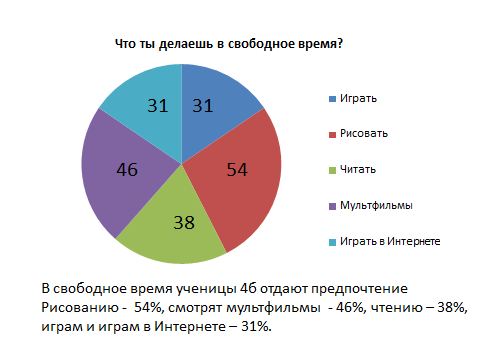 Что ты делаешь в свободное время?
31
31
54
46
38
Играть
Рисовать
Читать
Мультфильмы
Играть в Интернете
В свободное время ученицы 4б отдают предпочтение
Рисованию - 54%, смотрят мультфильмы - 46%, чтению – 38%,
играм и играм в Интернете – 31%.